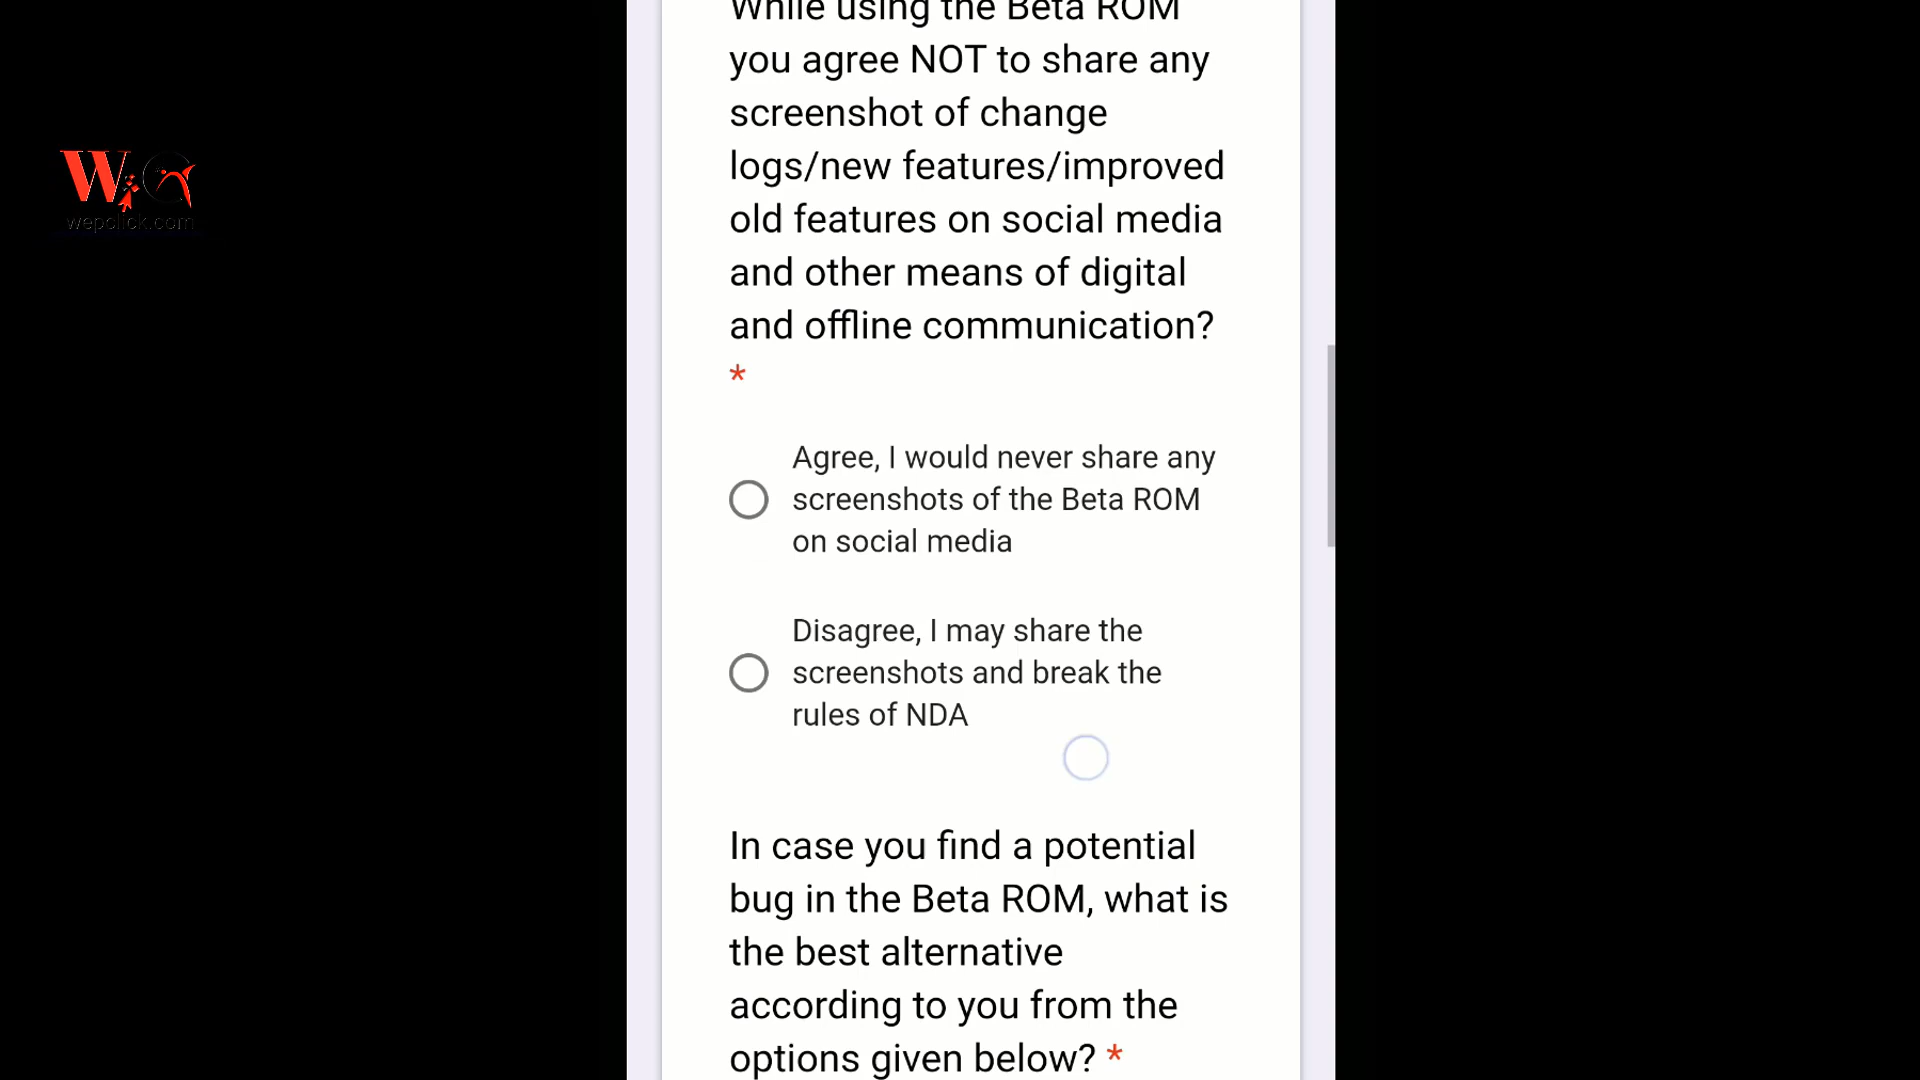 While using the Beta ROM
you agree NOT to share any
screenshot of change
logs/new features/improved
old features on social media
and other means of digital
and offline communication?
*
Agree, I would never share any
screenshots of the Beta ROM
on social media
Disagree, I may share the
screenshots and break the
rules of NDA
In case you find a potential
bug in the Beta ROM, what is
the best alternative
according to you from the
options given below? *
W
wepclick.com